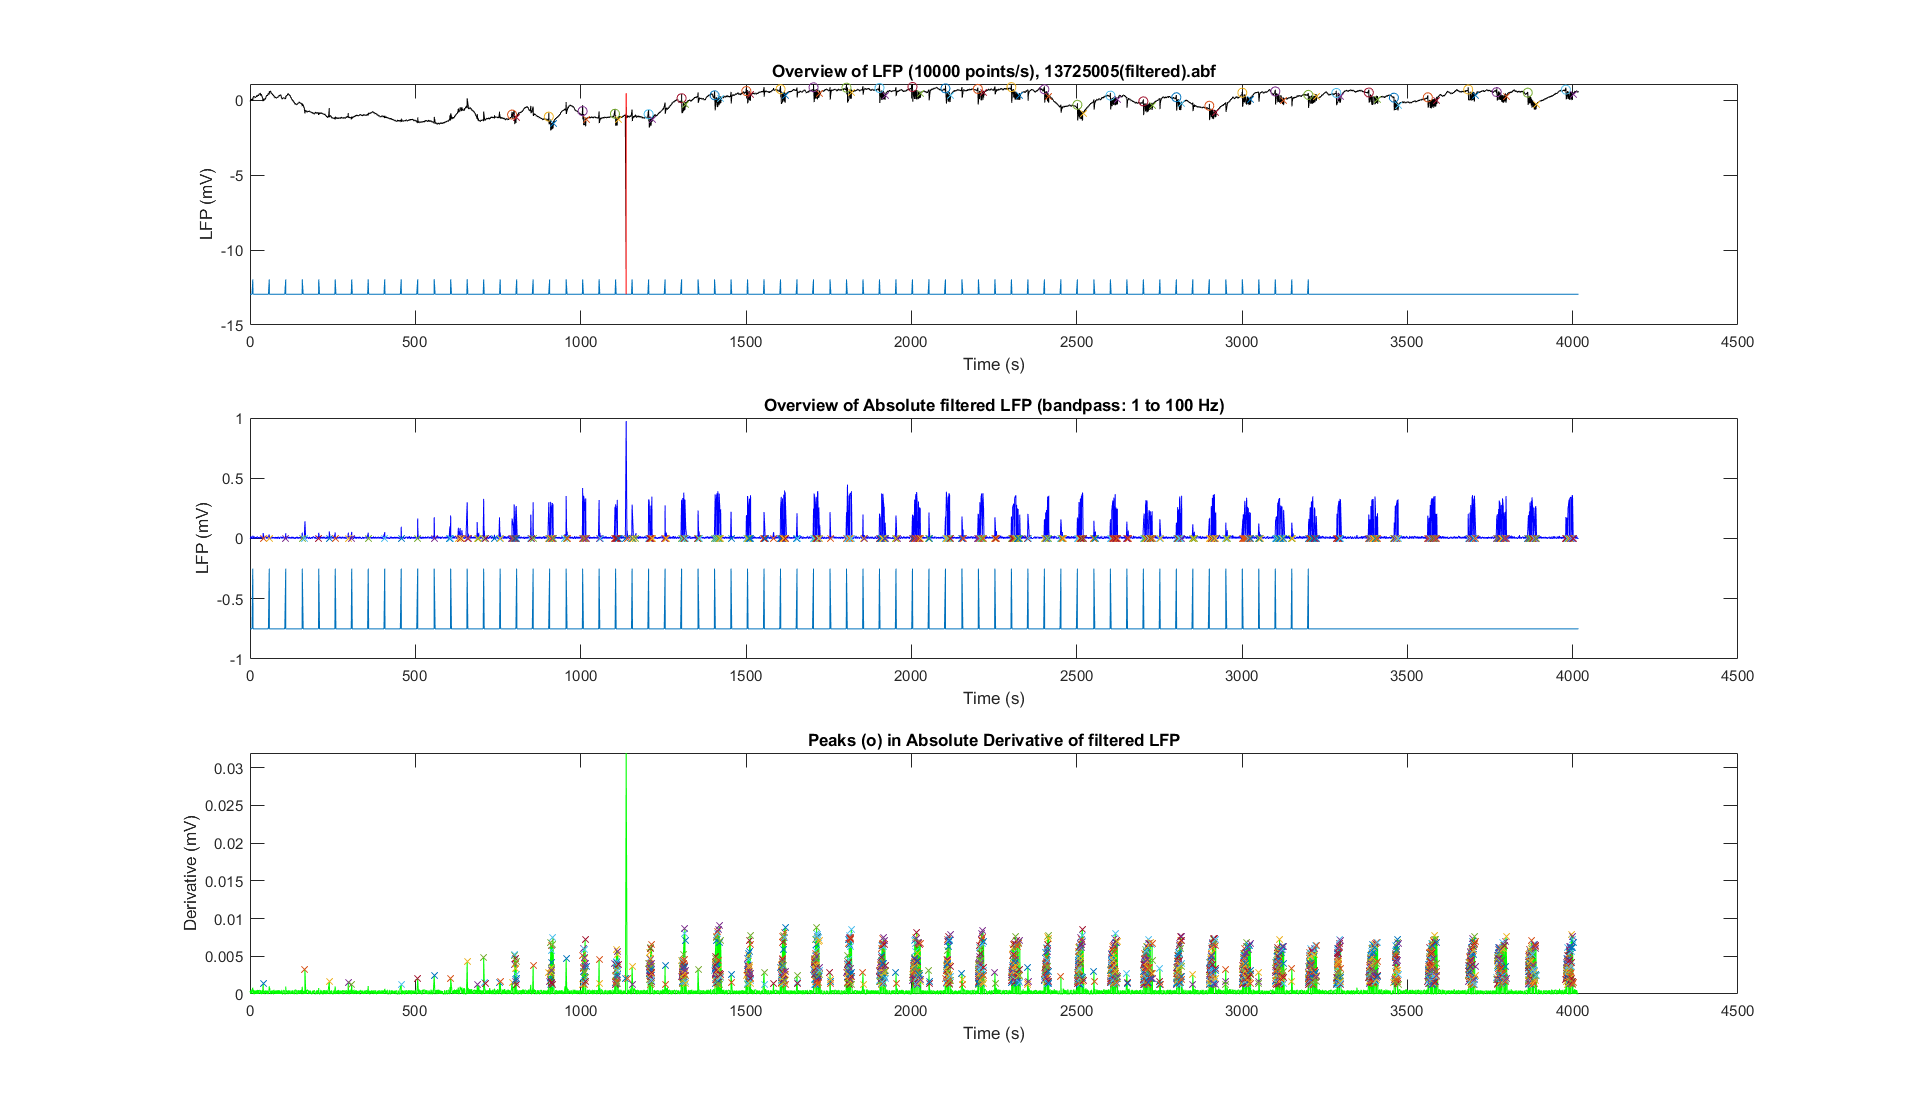 Overview of LFP (10000 points/s), 13725005(filtered).abf
0
-5
-10
-15
LFP (mV)
0 500 1000 1500 2000 2500 3000 3500 4000 4500
Time (s)
Overview of Absolute filtered LFP (bandpass: 1 to 100 Hz)
1
0.5
0
-0.5
-1
LFP (mV)
0 500 1000 1500 2000 2500 3000 3500 4000 4500
Time (s)
Peaks (o) in Absolute Derivative of filtered LFP
0.03
0.025
0.02
0.015
0.01
0.005
0
Derivative (mV)
0 500 1000 1500 2000 2500 3000 3500 4000 4500
Time (s)